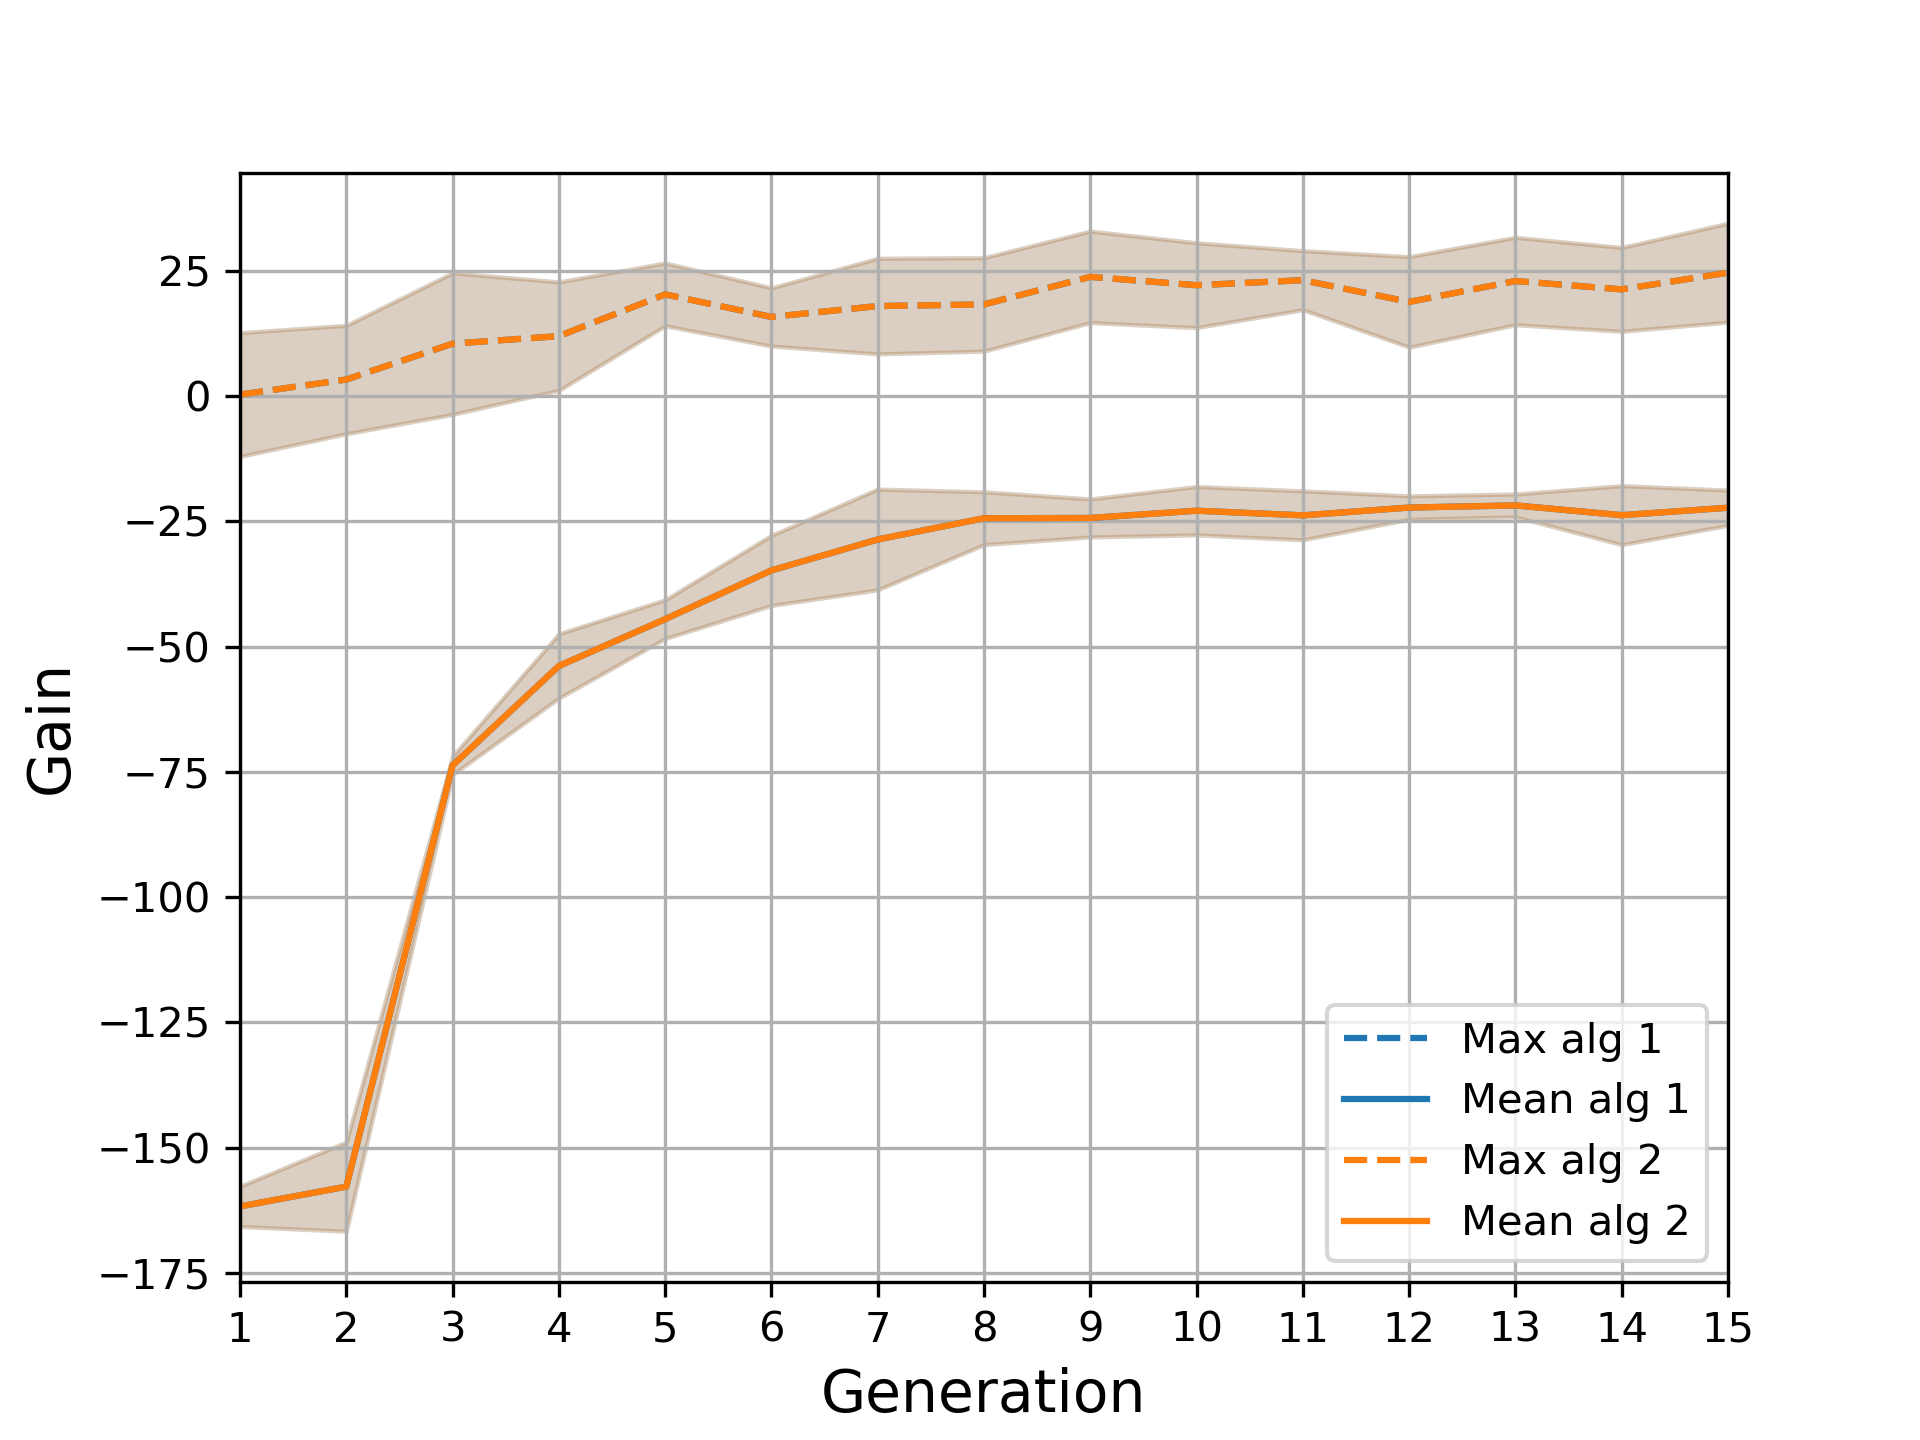 25
0
−25
−50
−75
−100
−125
−150
−175
Gain
1 2 3 4 5 6 7 8 9 10 11 12 13 14 15
Generation
Max alg 1
Mean alg 1
Max alg 2
Mean alg 2